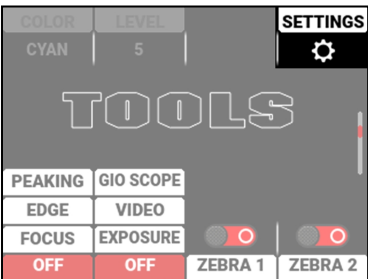 COLOR LEVEL SETTINGS
CYAN 5
TOOLS
PEAKING GIO SCOPE
EDGE VIDEO
FOCUS EXPOSURE
OFF OFF ZEBRA 1 ZEBRA 2